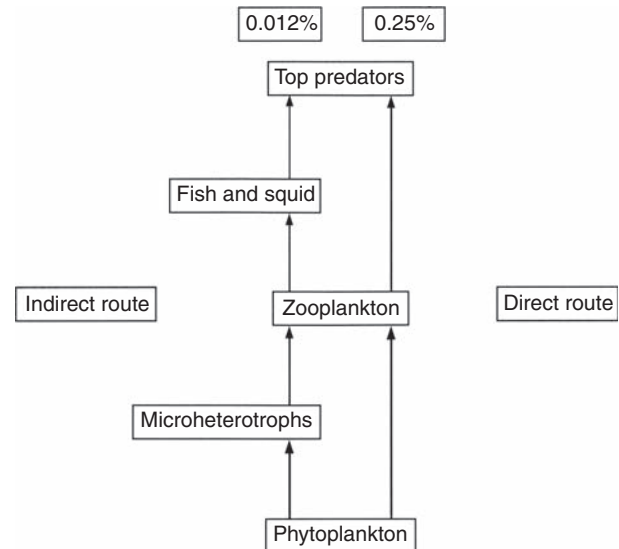 0.012%
0.25%
Top predators
Fish and squid
Indirect route
Zooplankton
Direct route
Microheterotrophs
Phytoplankton